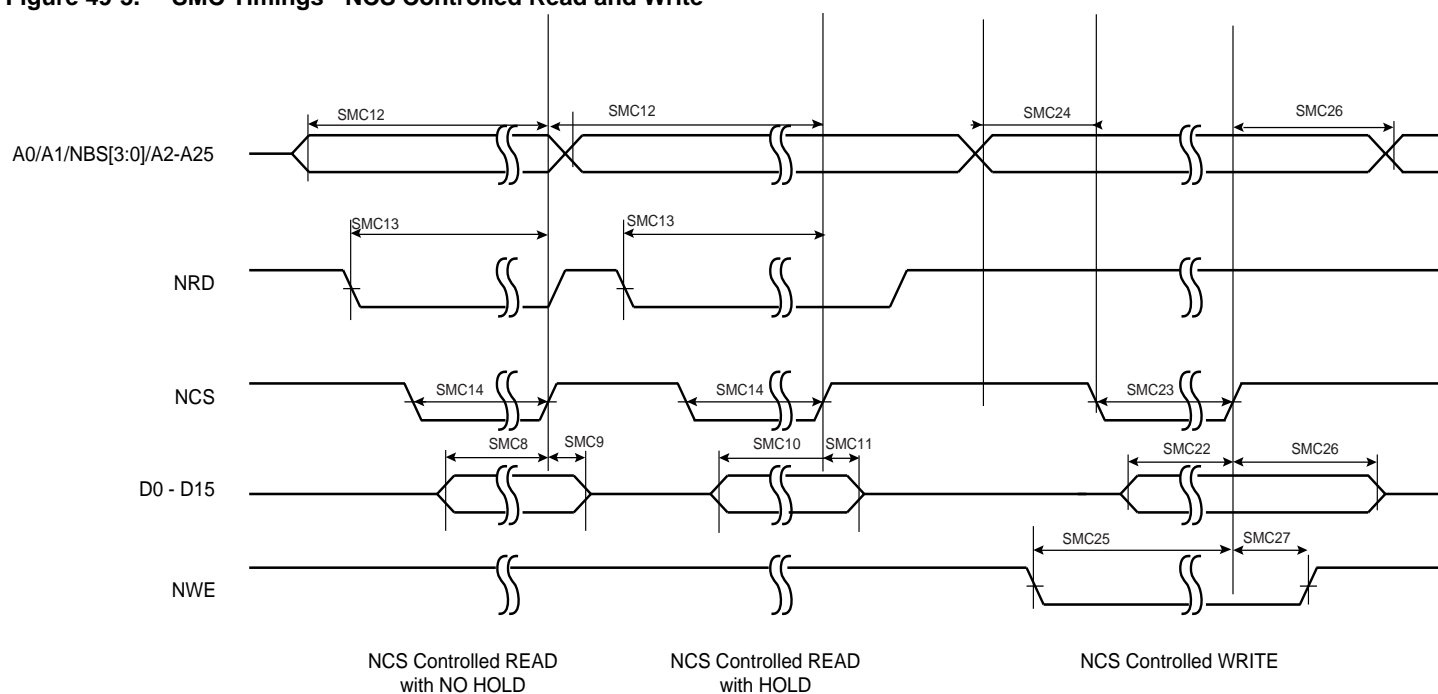 Figure 49-3. SMC Timings - NCS Controlled Read and Write
SMC12 SMC12 SMC24 SMC26
A0/A1/NBS[3:0]/A2-A25
SMC13 SMC13
NRD
NCS SMC14 SMC14 SMC23
SMC8 SMC9 SMC10 SMC11 SMC22 SMC26
D0 - D15
SMC25 SMC27
NWE
NCS Controlled READ
with NO HOLD
NCS Controlled READ
with HOLD
NCS Controlled WRITE